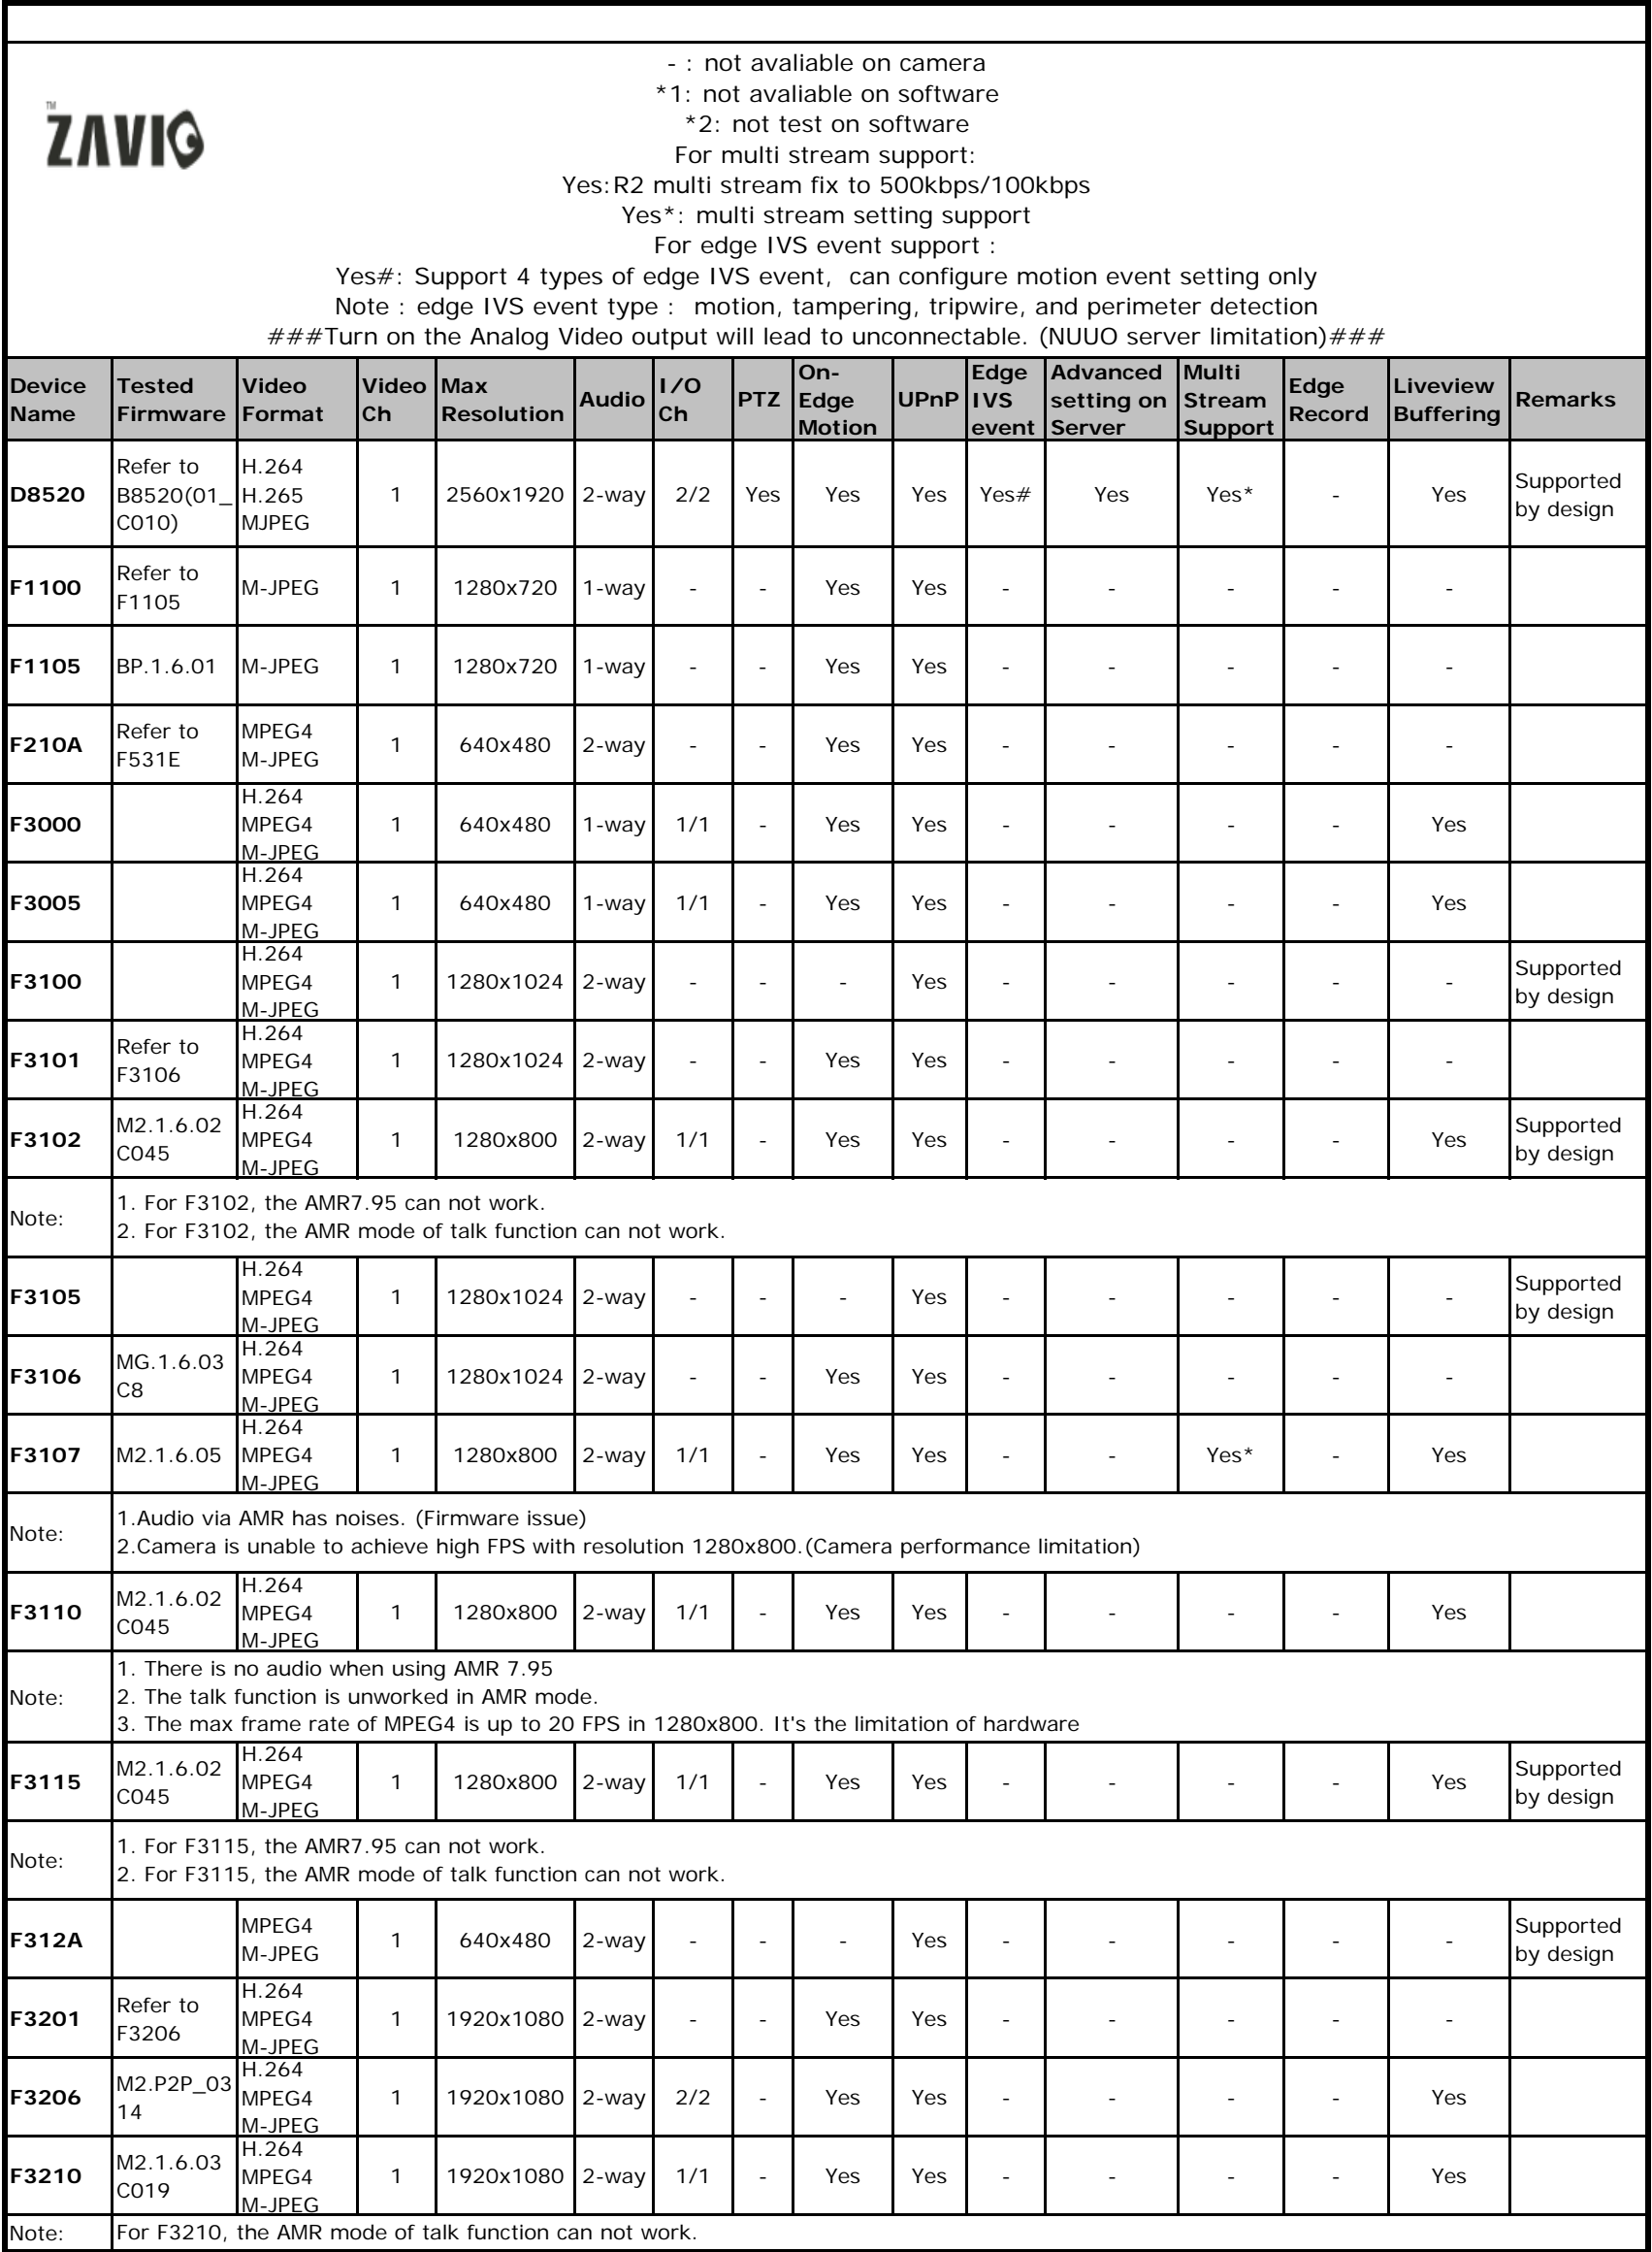 - : not avaliable on camera
*1: not avaliable on software
*2: not test on software
For multi stream support:
Yes:R2 multi stream fix to 500kbps/100kbps
Yes*: multi stream setting support
For edge IVS event support :
Yes#: Support 4 types of edge IVS event, can configure motion event setting only
Note : edge IVS event type : motion, tampering, tripwire, and perimeter detection
###Turn on the Analog Video output will lead to unconnectable. (NUUO server limitation)###
TM
ZAVIO
Device Name Tested Firmware Video Format Video Ch Max Resolution Audio I/O Ch PTZ On-Edge Motion UPnP Edge IVS event Advanced setting on Server Multi Stream Support Edge Record Liveview Buffering Remarks
D8520 Refer to B8520(01_C010) H.264 H.265 MJPEG 1 2560x1920 2-way 2/2 Yes Yes Yes Yes# Yes Yes* - Yes Supported by design
F1100 Refer to F1105 M-JPEG 1 1280x720 1-way - - Yes Yes - - - - -
F1105 BP.1.6.01 M-JPEG 1 1280x720 1-way - - Yes Yes - - - - -
F210A Refer to F531E MPEG4 M-JPEG 1 640x480 2-way - - Yes Yes - - - - -
F3000 H.264 MPEG4 M-JPEG 1 640x480 1-way 1/1 - Yes Yes - - - - Yes
F3005 H.264 MPEG4 M-JPEG 1 640x480 1-way 1/1 - Yes Yes - - - - Yes
F3100 H.264 MPEG4 M-JPEG 1 1280x1024 2-way - - - Yes - - - - - Supported by design
F3101 Refer to F3106 H.264 MPEG4 M-JPEG 1 1280x1024 2-way - - Yes Yes - - - - -
F3102 M2.1.6.02 C045 H.264 MPEG4 M-JPEG 1 1280x800 2-way 1/1 - Yes Yes - - - - Yes Supported by design
Note: 1. For F3102, the AMR7.95 can not work.
2. For F3102, the AMR mode of talk function can not work.
F3105 H.264 MPEG4 M-JPEG 1 1280x1024 2-way - - - Yes - - - - - Supported by design
F3106 MG.1.6.03 C8 H.264 MPEG4 M-JPEG 1 1280x1024 2-way - - Yes Yes - - - - -
F3107 M2.1.6.05 H.264 MPEG4 M-JPEG 1 1280x800 2-way 1/1 - Yes Yes - - Yes* - Yes
Note: 1.Audio via AMR has noises. (Firmware issue)
2.Camera is unable to achieve high FPS with resolution 1280x800.(Camera performance limitation)
F3110 M2.1.6.02 C045 H.264 MPEG4 M-JPEG 1 1280x800 2-way 1/1 - Yes Yes - - - - Yes
Note: 1. There is no audio when using AMR 7.95
2. The talk function is unworked in AMR mode.
3. The max frame rate of MPEG4 is up to 20 FPS in 1280x800. It's the limitation of hardware
F3115 M2.1.6.02 C045 H.264 MPEG4 M-JPEG 1 1280x800 2-way 1/1 - Yes Yes - - - - Yes Supported by design
Note: 1. For F3115, the AMR7.95 can not work.
2. For F3115, the AMR mode of talk function can not work.
F312A MPEG4 M-JPEG 1 640x480 2-way - - - Yes - - - - - Supported by design
F3201 Refer to F3206 H.264 MPEG4 M-JPEG 1 1920x1080 2-way - - Yes Yes - - - - -
F3206 M2.P2P_0314 H.264 MPEG4 M-JPEG 1 1920x1080 2-way 2/2 - Yes Yes - - - - Yes
F3210 M2.1.6.03 C019 H.264 MPEG4 M-JPEG 1 1920x1080 2-way 1/1 - Yes Yes - - - - Yes
Note: For F3210, the AMR mode of talk function can not work.